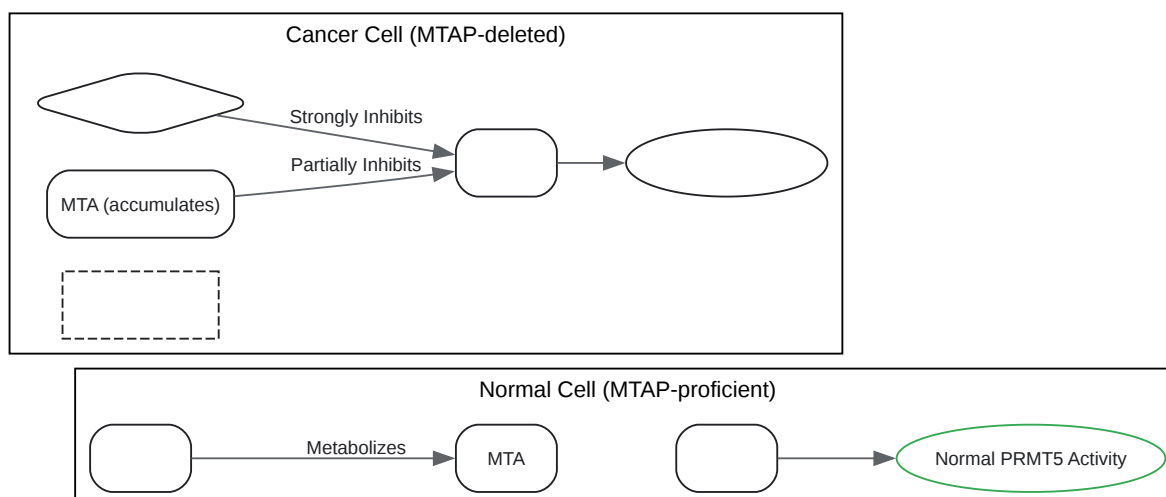 Cancer Cell (MTAP-deleted)
Strongly Inhibits
Partially Inhibits
MTA (accumulates)
Normal Cell (MTAP-proficient)
Metabolizes
MTA
Normal PRMT5 Activity